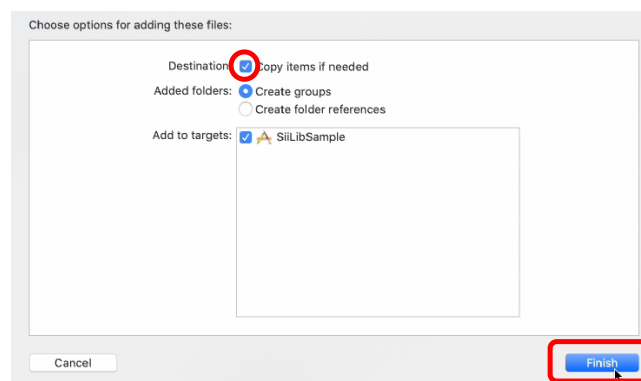 Choose options for adding these files:
Destination: Copy items if needed
Added folders: Create groups
Create folder references
Add to targets: SiiLibSample
Cancel Finish